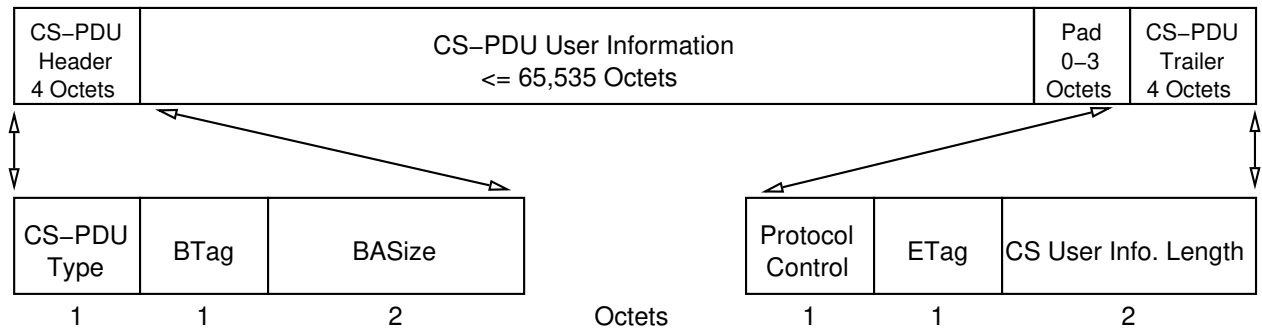 CS–PDU
Header
4 Octets
CS–PDU User Information
<= 65,535 Octets
Pad
0–3
Octets
CS–PDU
Trailer
4 Octets
CS–PDU
Type
BTag
BASize
Protocol
Control
ETag
CS User Info. Length
1
1
2
Octets
1
1
2